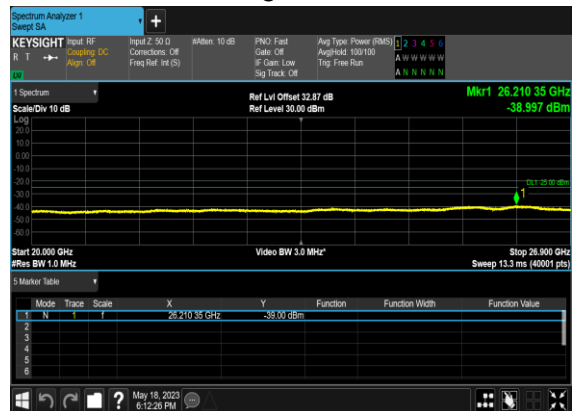 Spectrum Analyzer 1
Swept SA
KEYSIGHT Input: RF Input Z: 50 Ω #Atten: 10 dB PNO: Fast Avg Type: Power (RMS) 1 2 3 4 5 6
R T Coupling: DC Corrections: Off Gate: Off Avg|Hold: 100/100 A W W W W W
Align: Off Freq Ref: Int (S) IF Gain: Low Trig: Free Run
LXI Sig Track: Off A N N N N N
1 Spectrum Ref Lvl Offset 32.87 dB Mkr1 26.210 35 GHz
Scale/Div 10 dB Ref Level 30.00 dBm -38.997 dBm
Log
20.0
10.0
0.00
-10.0
-20.0
DL1 -25.00 dBm
-30.0
1
-40.0
-50.0
-60.0
Start 20.000 GHz Video BW 3.0 MHz* Stop 26.900 GHz
#Res BW 1.0 MHz Sweep 13.3 ms (40001 pts)
5 Marker Table
Mode Trace Scale X Y Function Function Width Function Value
1 N 1 f 26.210 35 GHz -39.00 dBm
2
3
4
5
6
? May 18, 2023
6:12:26 PM